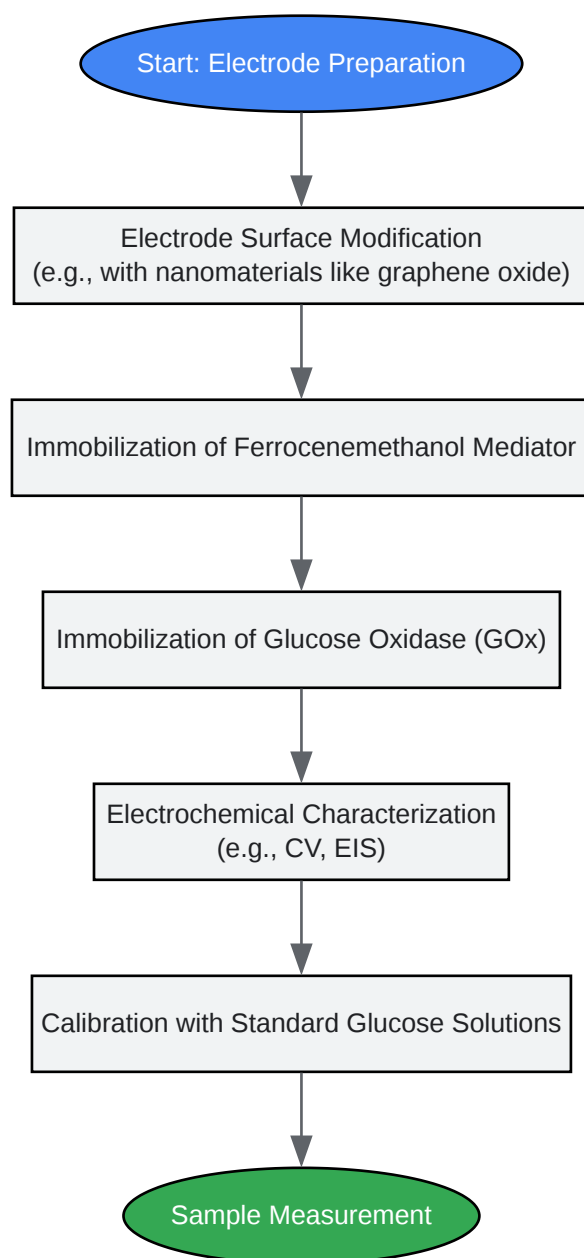 Start: Electrode Preparation
Electrode Surface Modification
(e.g., with nanomaterials like graphene oxide)
Immobilization of Ferrocenemethanol Mediator
Immobilization of Glucose Oxidase (GOx)
Electrochemical Characterization
(e.g., CV, EIS)
Calibration with Standard Glucose Solutions
Sample Measurement